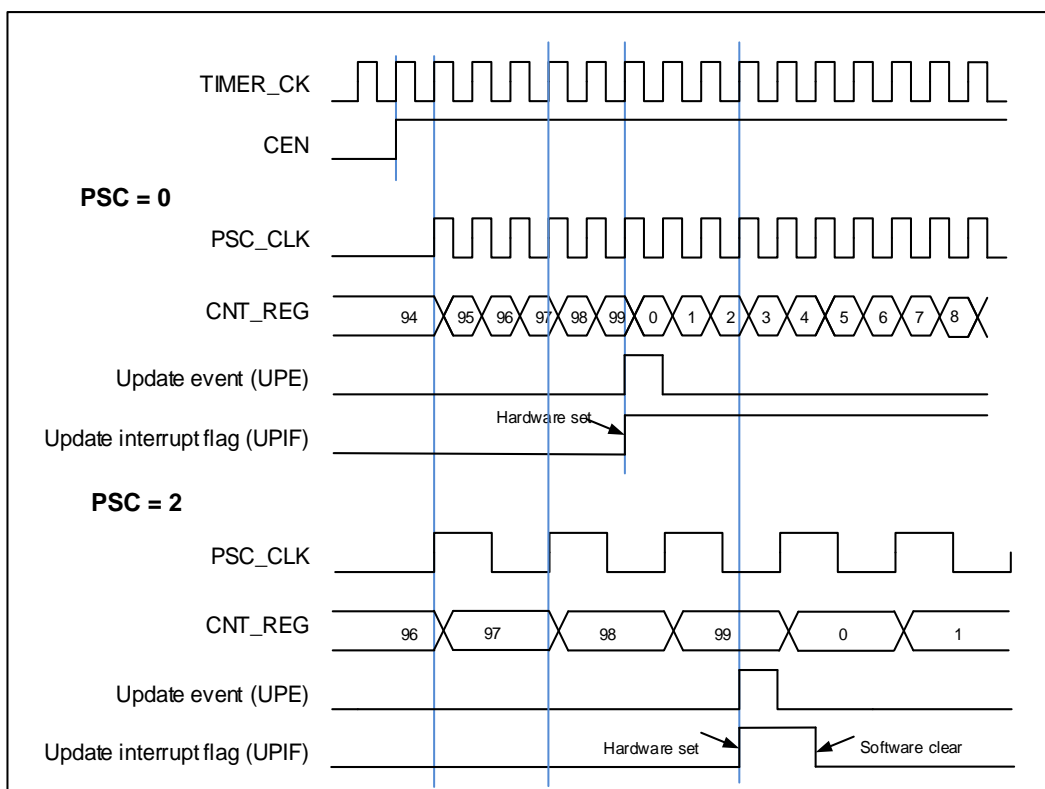 TIMER_CK
CEN
PSC = 0
PSC_CLK
CNT_REG 94 95 96 97 98 99 0 1 2 3 4 5 6 7 8
Update event (UPE)
Hardware set
Update interrupt flag (UPIF)
PSC = 2
PSC_CLK
CNT_REG 96 97 98 99 0 1
Update event (UPE)
Update interrupt flag (UPIF) Hardware set Software clear